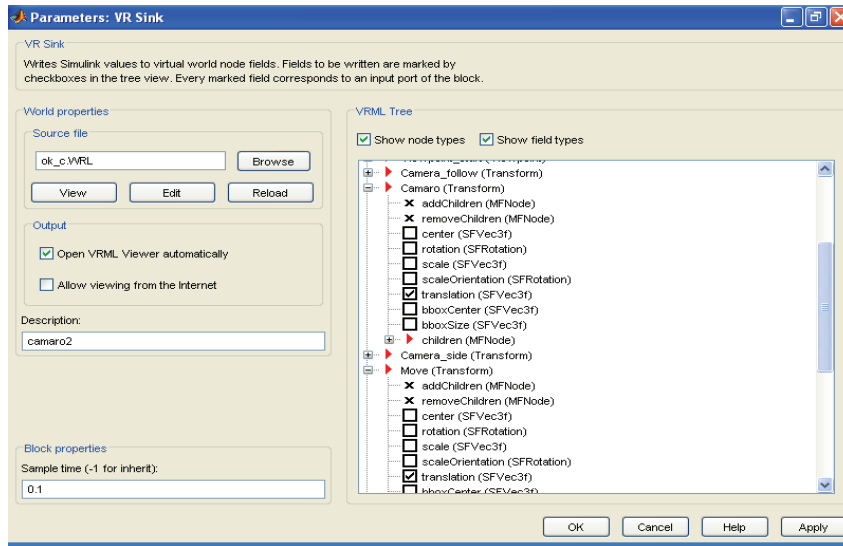 Parameters: VR Sink
VR Sink
Writes Simulink values to virtual world node fields. Fields to be written are marked by
checkboxes in the tree view. Every marked field corresponds to an input port of the block.
World properties
Source file
ok_c.WRL
Browse
View Edit Reload
Output
Open VRML Viewer automatically
Allow viewing from the Internet
Description:
camaro2
Block properties
Sample time (-1 for inherit):
0.1
VRML Tree
Show node types Show field types
Camera_follow (Transform)
Camaro (Transform)
addChildren (MFNode)
removeChildren (MFNode)
center (SFVec3f)
rotation (SFRotation)
scale (SFVec3f)
scaleOrientation (SFRotation)
translation (SFVec3f)
bboxCenter (SFVec3f)
bboxSize (SFVec3f)
children (MFNode)
Camera_side (Transform)
Move (Transform)
addChildren (MFNode)
removeChildren (MFNode)
center (SFVec3f)
rotation (SFRotation)
scale (SFVec3f)
scaleOrientation (SFRotation)
translation (SFVec3f)
bboxCenter (SFVec3f)
OK Cancel Help Apply